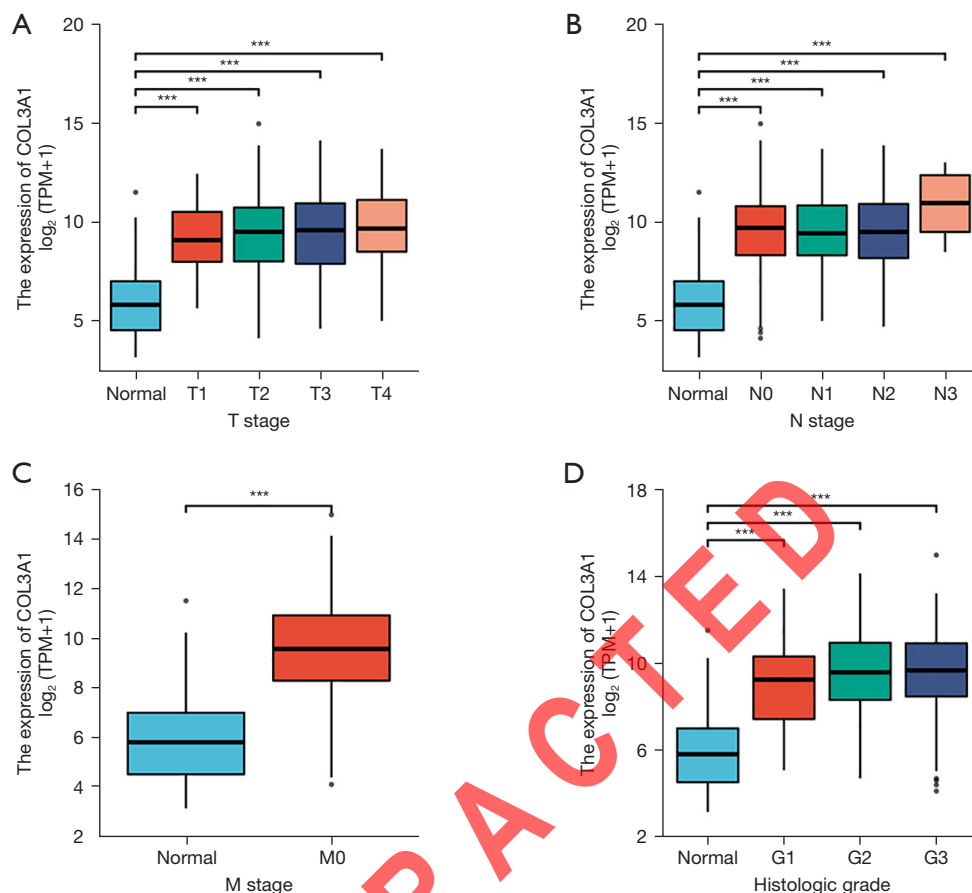 A
The expression of COL3A1
log₂ (TPM+1)
20
15
10
5
***
***
***
***
Normal T1 T2 T3 T4
T stage
B
The expression of COL3A1
log₂ (TPM+1)
20
15
10
5
***
***
***
***
Normal N0 N1 N2 N3
N stage
C
The expression of COL3A1
log₂ (TPM+1)
16
14
12
10
8
6
4
2
***
Normal M0
M stage
D
The expression of COL3A1
log₂ (TPM+1)
18
14
10
6
2
***
***
***
Normal G1 G2 G3
Histologic grade
RACTED